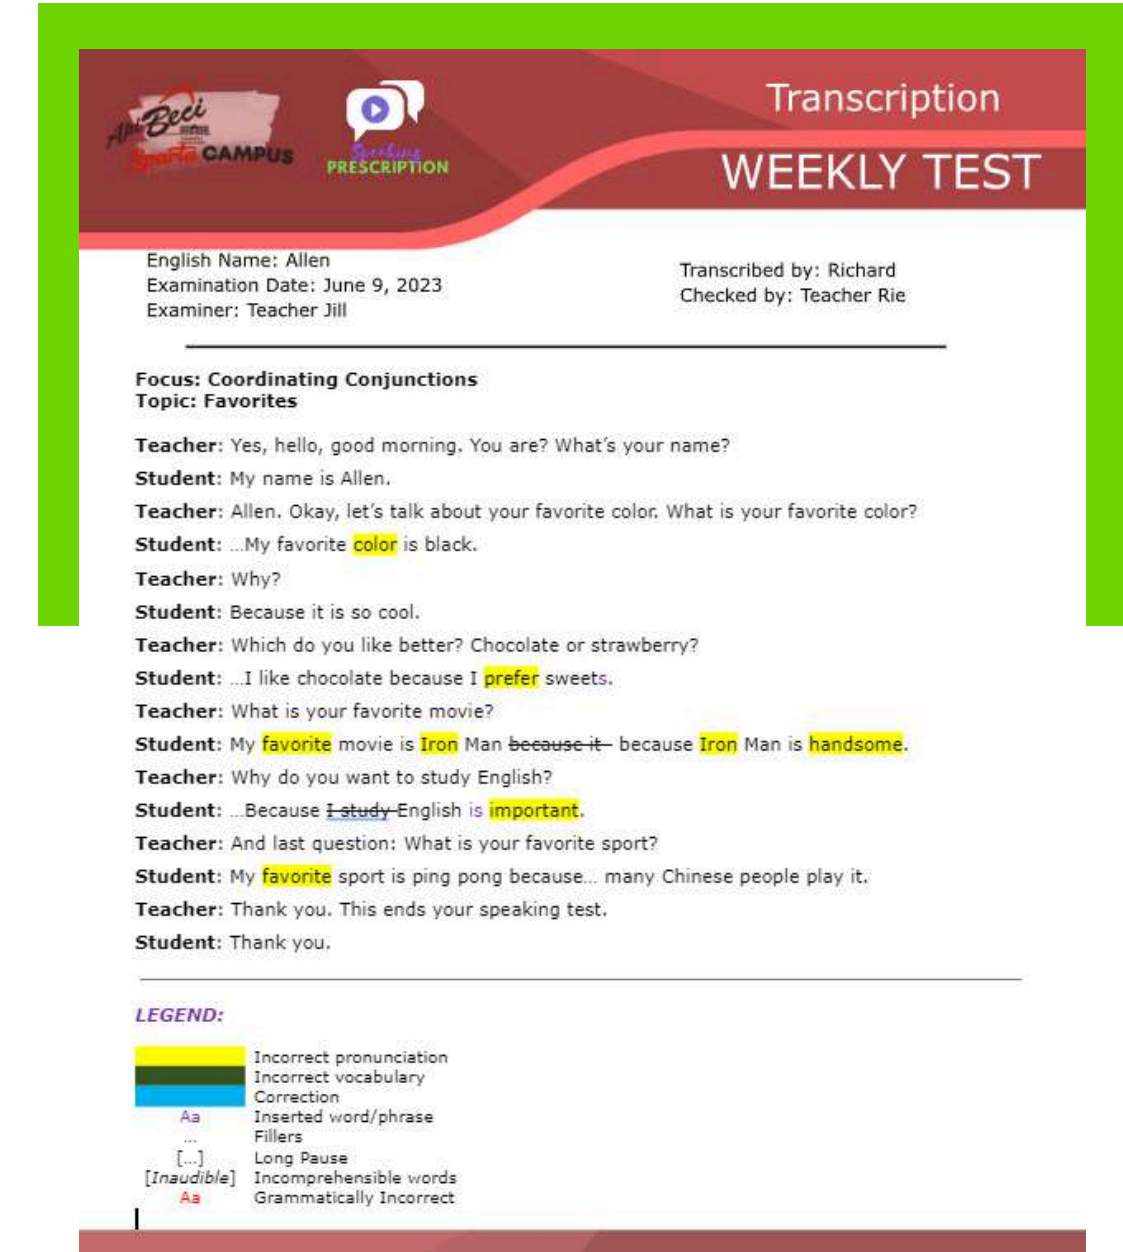 Beci
CAMPUS
Speaking
PRESCRIPTION
Transcription
WEEKLY TEST
English Name: Allen
Examination Date: June 9, 2023
Examiner: Teacher Jill
Transcribed by: Richard
Checked by: Teacher Rie
Focus: Coordinating Conjunctions
Topic: Favorites
Teacher: Yes, hello, good morning. You are? What's your name?
Student: My name is Allen.
Teacher: Allen. Okay, let's talk about your favorite color. What is your favorite color?
Student: ...My favorite color is black.
Teacher: Why?
Student: Because it is so cool.
Teacher: Which do you like better? Chocolate or strawberry?
Student: ...I like chocolate because I prefer sweets.
Teacher: What is your favorite movie?
Student: My favorite movie is Iron Man because it because Iron Man is handsome.
Teacher: Why do you want to study English?
Student: ...Because I study English is important.
Teacher: And last question: What is your favorite sport?
Student: My favorite sport is ping pong because... many Chinese people play it.
Teacher: Thank you. This ends your speaking test.
Student: Thank you.
LEGEND:
Incorrect pronunciation
Incorrect vocabulary
Correction
Aa Inserted word/phrase
... Fillers
[...] Long Pause
[Inaudible] Incomprehensible words
Aa Grammatically Incorrect